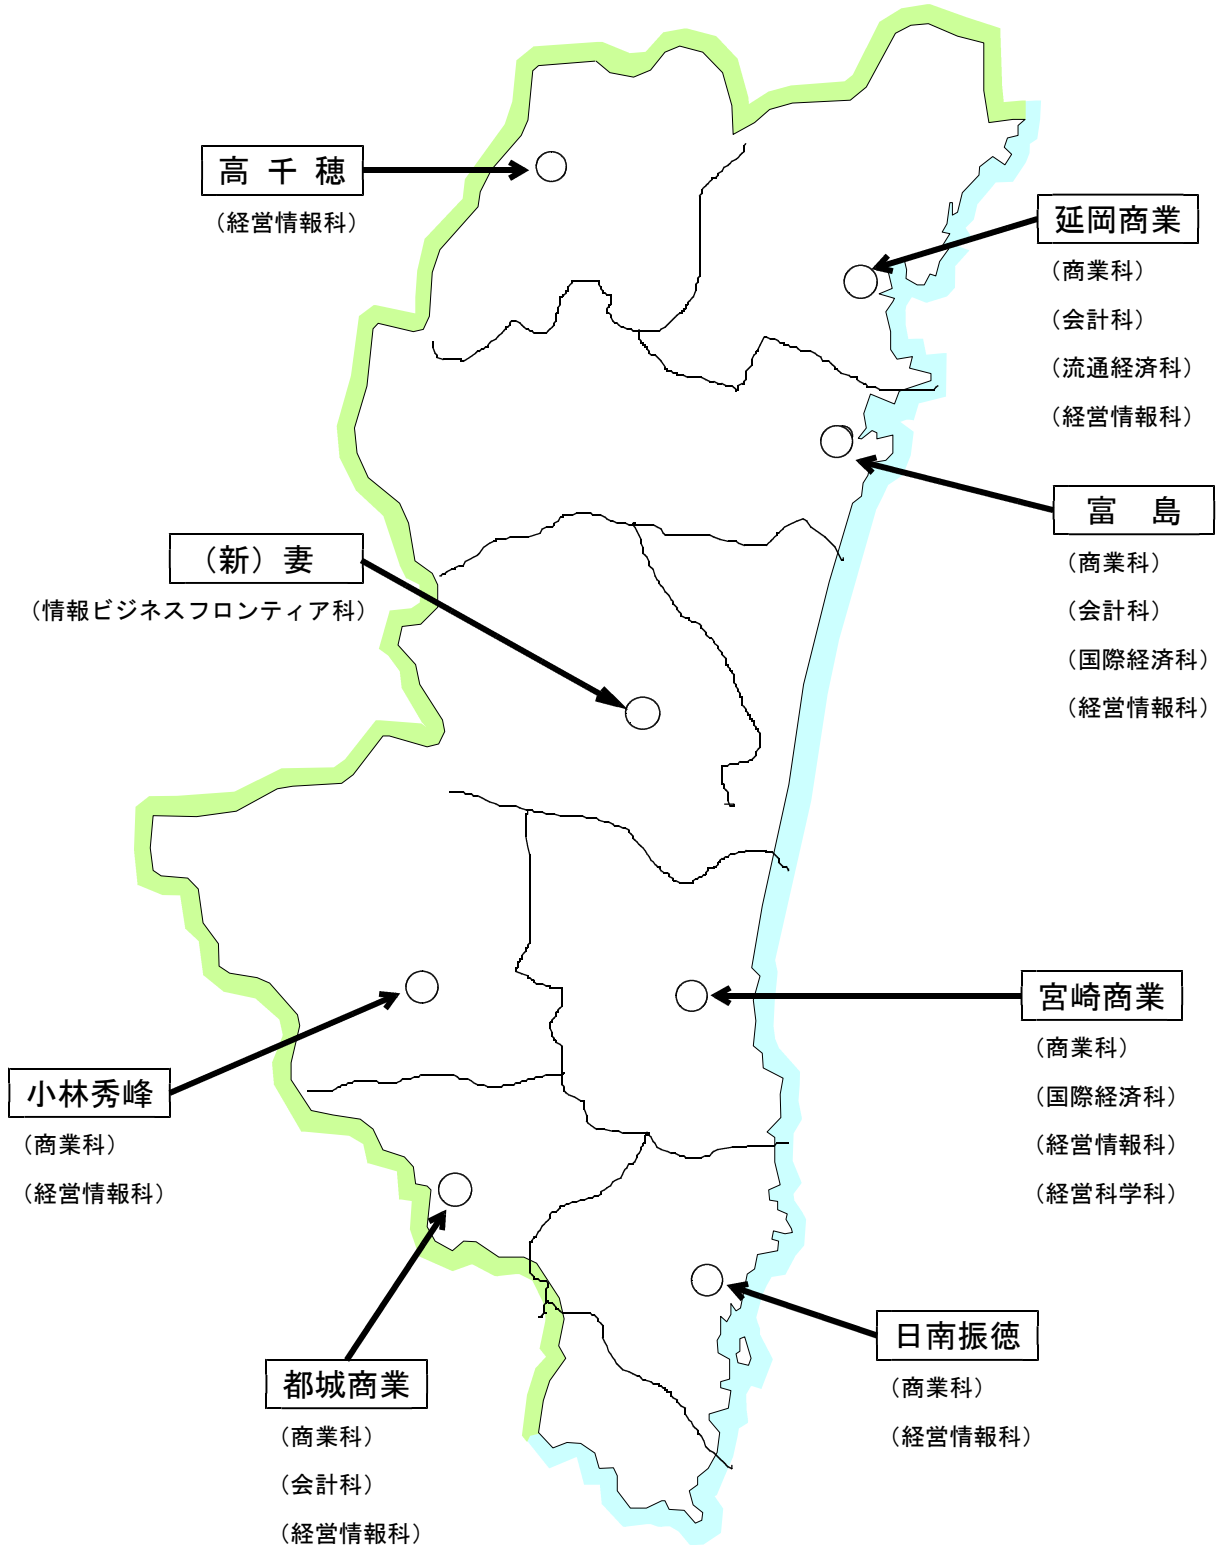 高 千 穂
（経営情報科）
延岡商業
（商業科）
（会計科）
（流通経済科）
（経営情報科）
富 島
（商業科）
（会計科）
（国際経済科）
（経営情報科）
（新）妻
（情報ビジネスフロンティア科）
宮崎商業
（商業科）
（国際経済科）
（経営情報科）
（経営科学科）
小林秀峰
（商業科）
（経営情報科）
日南振徳
（商業科）
（経営情報科）
都城商業
（商業科）
（会計科）
（経営情報科）